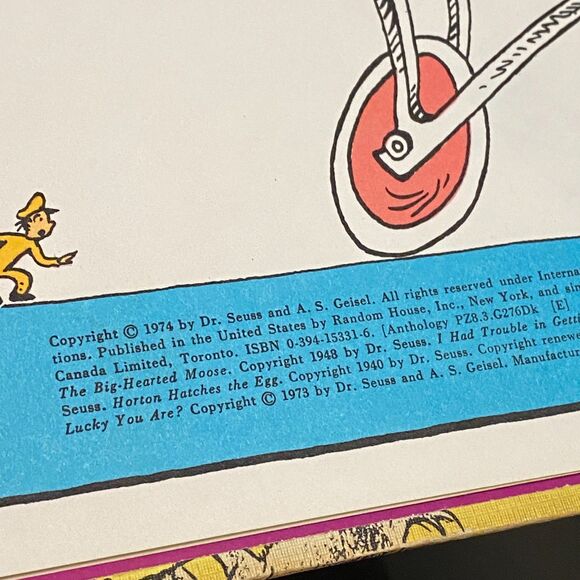 Copyright © 1974 by Dr. Seuss and A. S. Geisel. All rights reserved under Interna
tions. Published in the United States by Random House, Inc., New York, and sin
Canada Limited, Toronto. ISBN 0-394-15331-6. [Anthology PZ8.3.G276Dk [E]
The Big-Hearted Moose. Copyright 1948 by Dr. Seuss. I Had Trouble in Getti
Seuss. Horton Hatches the Egg. Copyright 1940 by Dr. Seuss. Copyright renewe
Lucky You Are? Copyright © 1973 by Dr. Seuss and A. S. Geisel. Manufactur